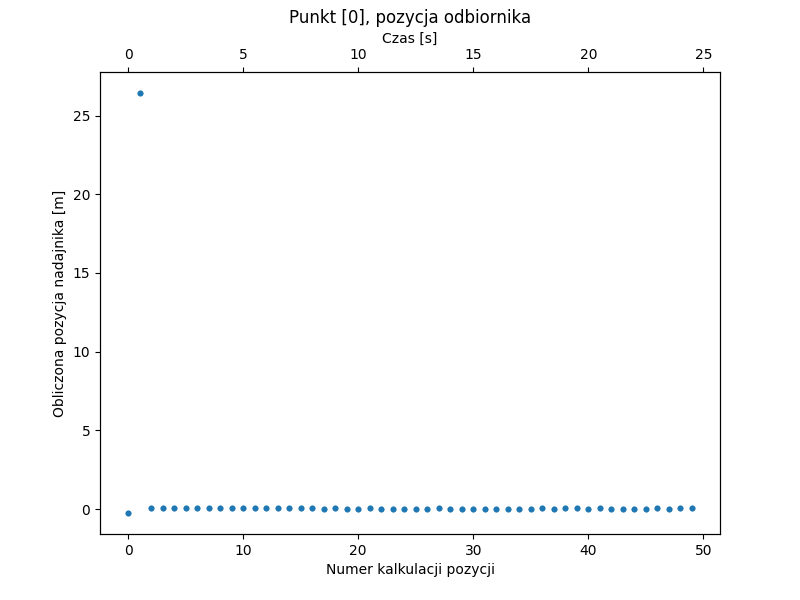 Punkt [0], pozycja odbiornika
Czas [s]
0 5 10 15 20 25
25
20
15
10
5
0
Obliczona pozycja nadajnika [m]
0 10 20 30 40 50
Numer kalkulacji pozycji